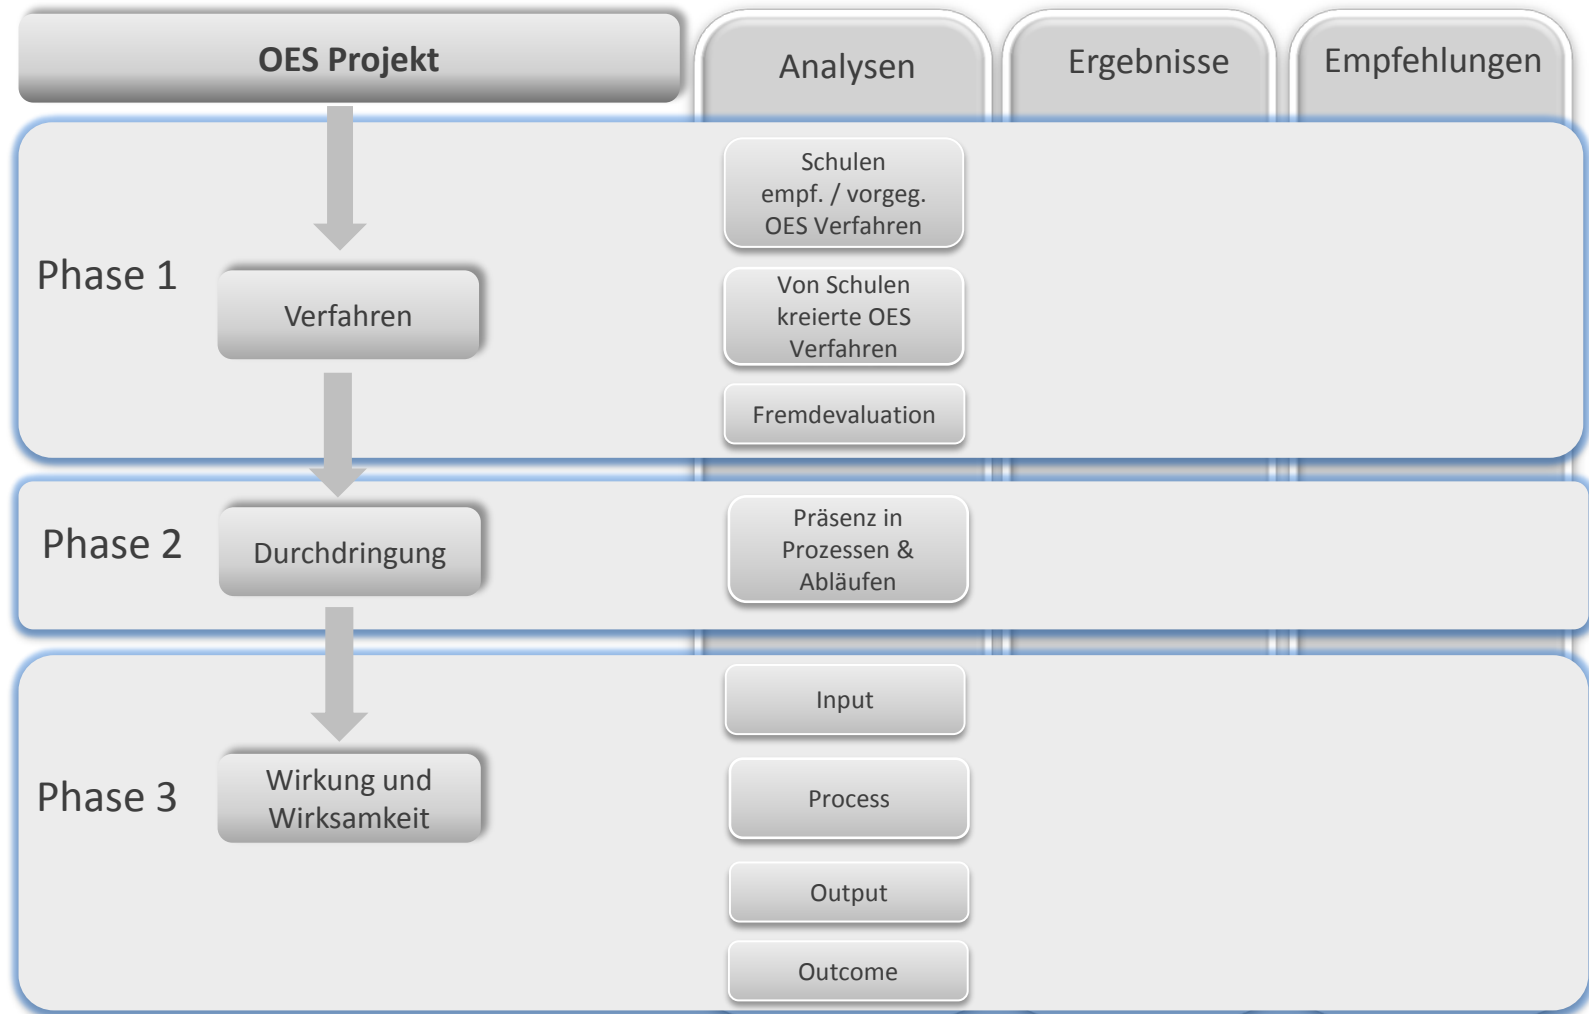 OES Projekt
Analysen
Ergebnisse
Empfehlungen
Phase 1
Verfahren
Schulen
empf. / vorgeg.
OES Verfahren
Von Schulen
kreierte OES
Verfahren
Fremdevaluation
Phase 2
Durchdringung
Präsenz in
Prozessen &
Abläufen
Phase 3
Wirkung und
Wirksamkeit
Input
Process
Output
Outcome